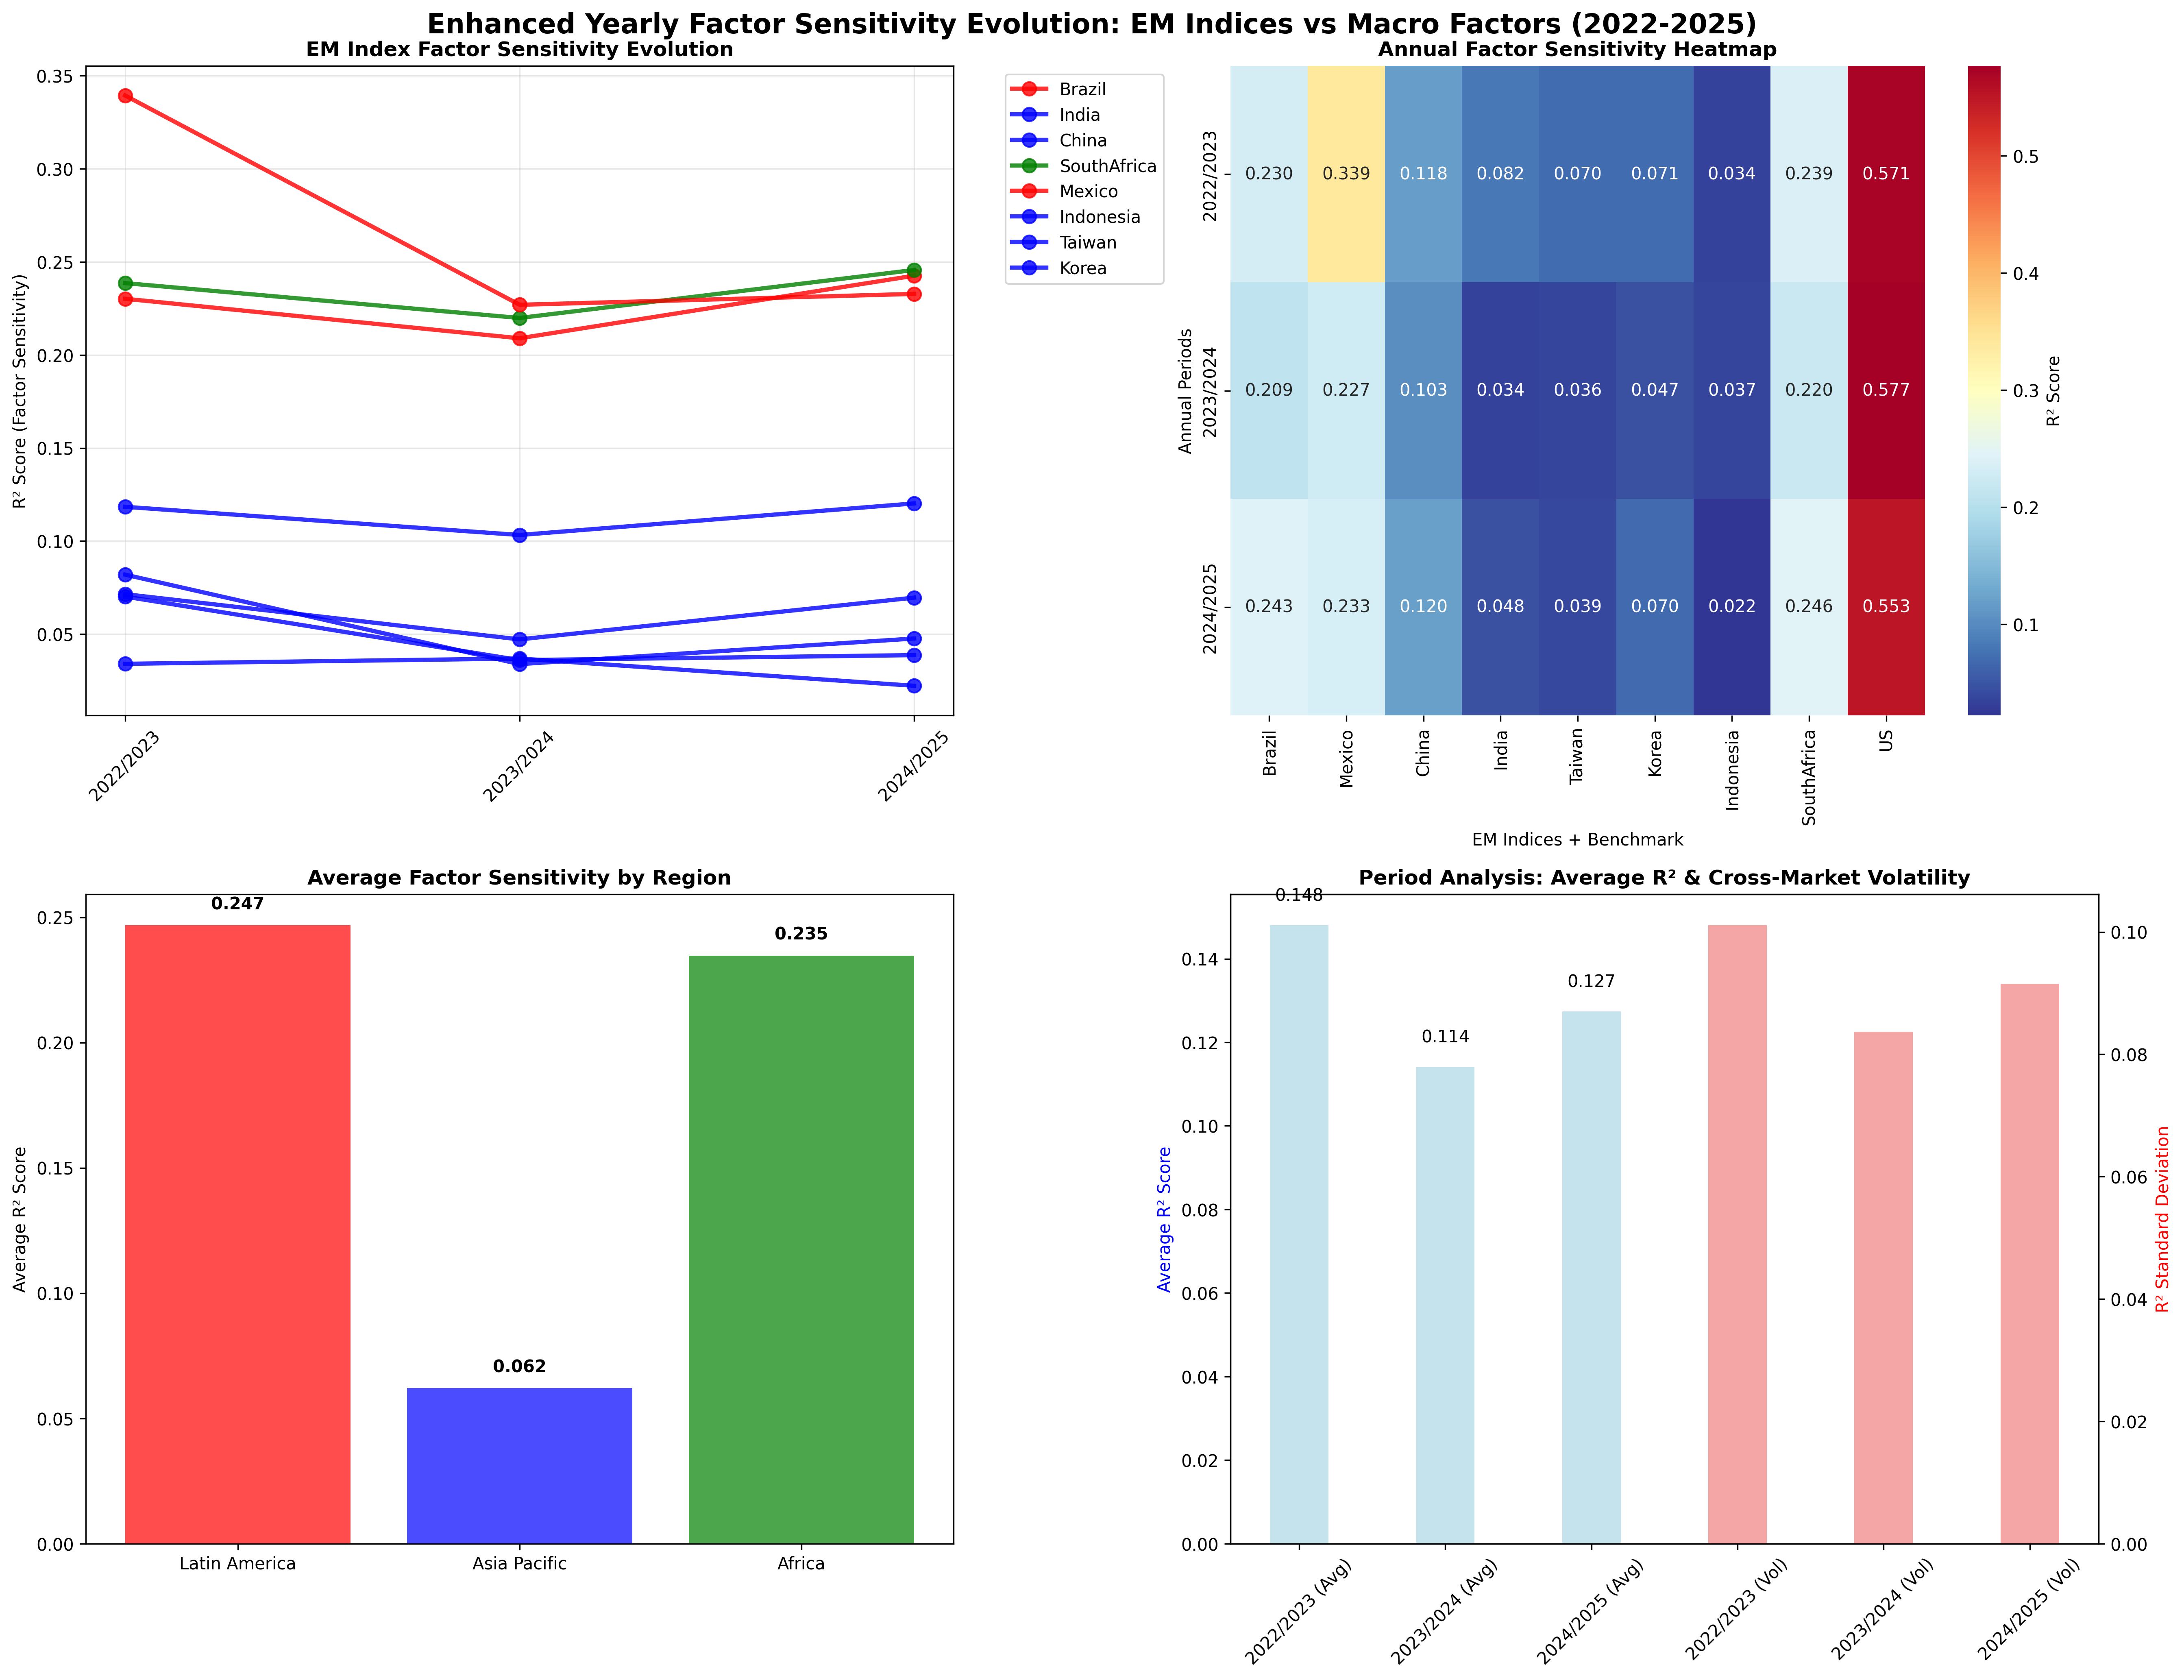 Enhanced Yearly Factor Sensitivity Evolution: EM Indices vs Macro Factors (2022-2025)
EM Index Factor Sensitivity Evolution
R² Score (Factor Sensitivity)
0.35
0.30
0.25
0.20
0.15
0.10
0.05
2022/2023
2023/2024
2024/2025
Brazil
India
China
SouthAfrica
Mexico
Indonesia
Taiwan
Korea
Annual Factor Sensitivity Heatmap
Annual Periods
2022/2023
0.230 0.339 0.118 0.082 0.070 0.071 0.034 0.239 0.571
2023/2024
0.209 0.227 0.103 0.034 0.036 0.047 0.037 0.220 0.577
2024/2025
0.243 0.233 0.120 0.048 0.039 0.070 0.022 0.246 0.553
Brazil
Mexico
China
India
Taiwan
Korea
Indonesia
SouthAfrica
US
EM Indices + Benchmark
0.5
0.4
0.3
0.2
0.1
R² Score
Average Factor Sensitivity by Region
Average R² Score
0.25
0.20
0.15
0.10
0.05
0.00
0.247
0.062
0.235
Latin America
Asia Pacific
Africa
Period Analysis: Average R² & Cross-Market Volatility
Average R² Score
0.14
0.12
0.10
0.08
0.06
0.04
0.02
0.00
0.148
0.114
0.127
2022/2023 (Avg)
2023/2024 (Avg)
2024/2025 (Avg)
2022/2023 (Vol)
2023/2024 (Vol)
2024/2025 (Vol)
0.10
0.08
0.06
0.04
0.02
0.00
R² Standard Deviation